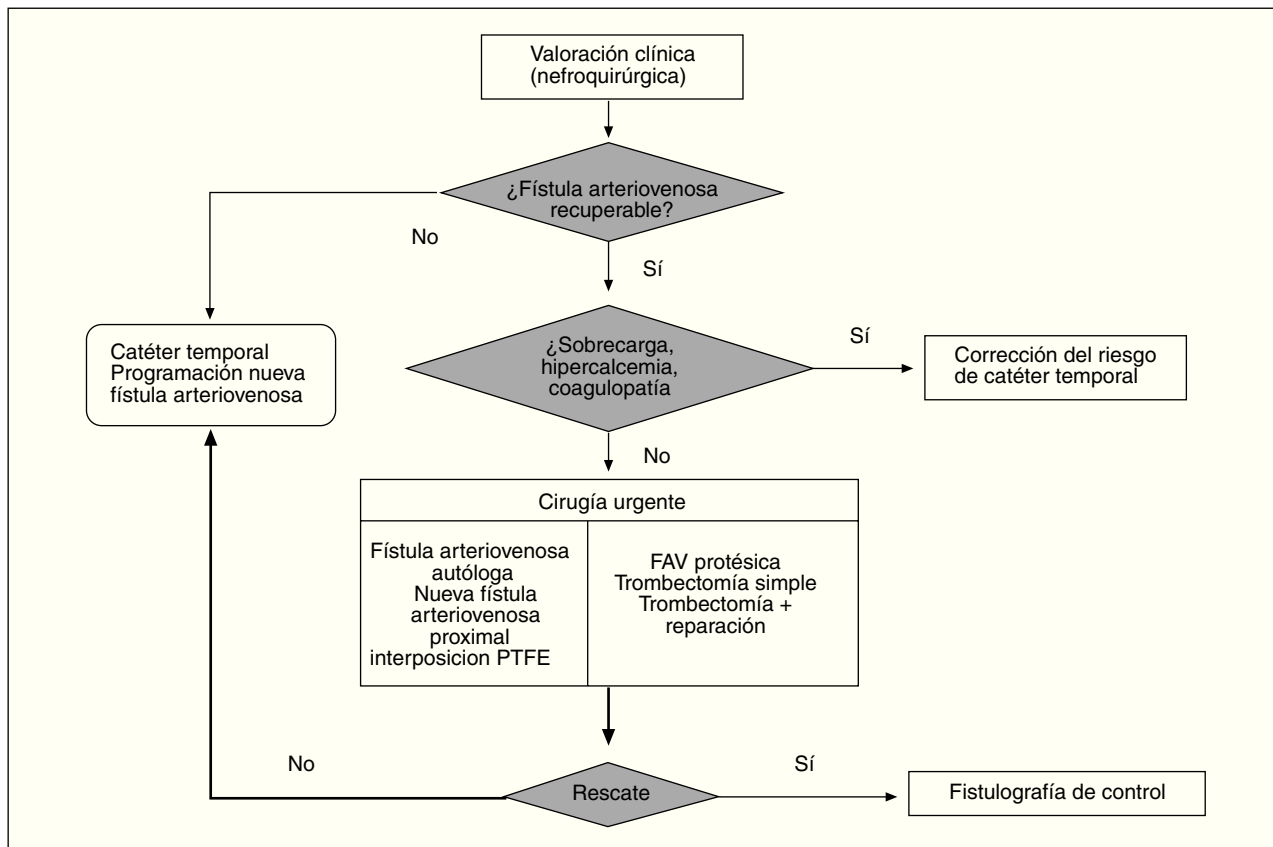 Valoración clínica
(nefroquirúrgica)
¿Fístula arteriovenosa
recuperable?
No
Sí
Catéter temporal
Programación nueva
fístula arteriovenosa
¿Sobrecarga,
hipercalcemia,
coagulopatía
Sí
Corrección del riesgo
de catéter temporal
No
Cirugía urgente
Fístula arteriovenosa
autóloga
Nueva fístula
arteriovenosa
proximal
interposicion PTFE
FAV protésica
Trombectomía simple
Trombectomía +
reparación
No
Rescate
Sí
Fistulografía de control